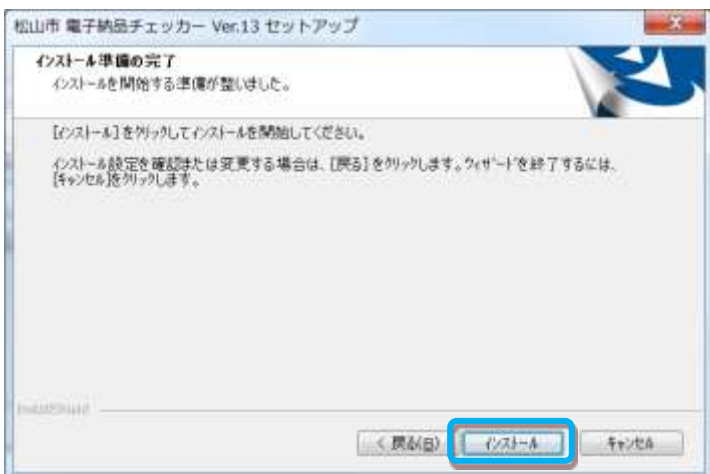 松山市 電子納品チェッカー Ver.13 セットアップ
インストール準備の完了
インストールを開始する準備が整いました。
[インストール]をクリックしてインストールを開始してください。
インストール設定を確認または変更する場合は、[戻る]をクリックします。ウィザードを終了するには、
[キャンセル]をクリックします。
InstallShield
< 戻る(B)
インストール
キャンセル